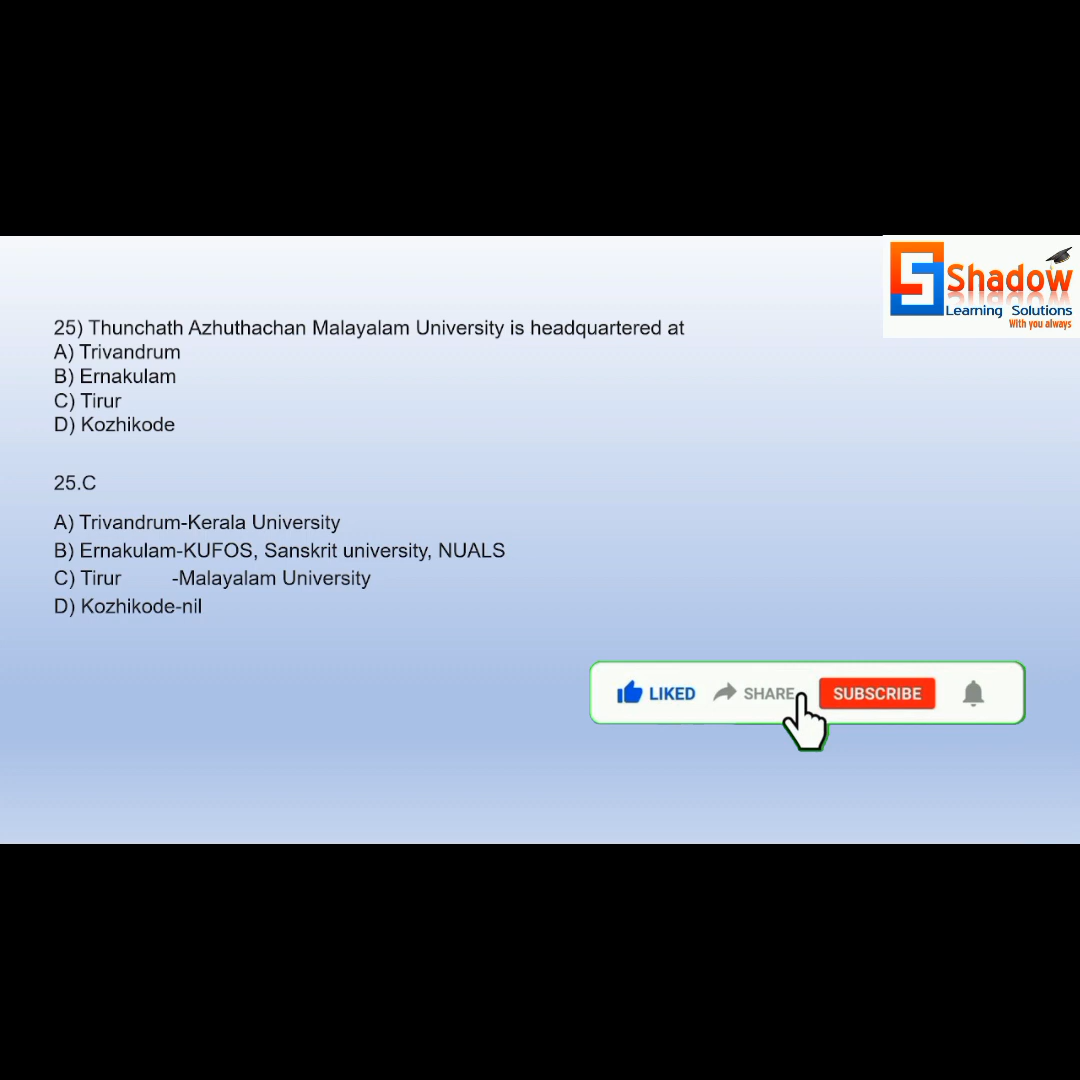 Shadow
Learning Solutions
With you always
25) Thunchath Azhuthachan Malayalam University is headquartered at
A) Trivandrum
B) Ernakulam
C) Tirur
D) Kozhikode
25.C
A) Trivandrum-Kerala University
B) Ernakulam-KUFOS, Sanskrit university, NUALS
C) Tirur -Malayalam University
D) Kozhikode-nil
LIKED SHARE SUBSCRIBE